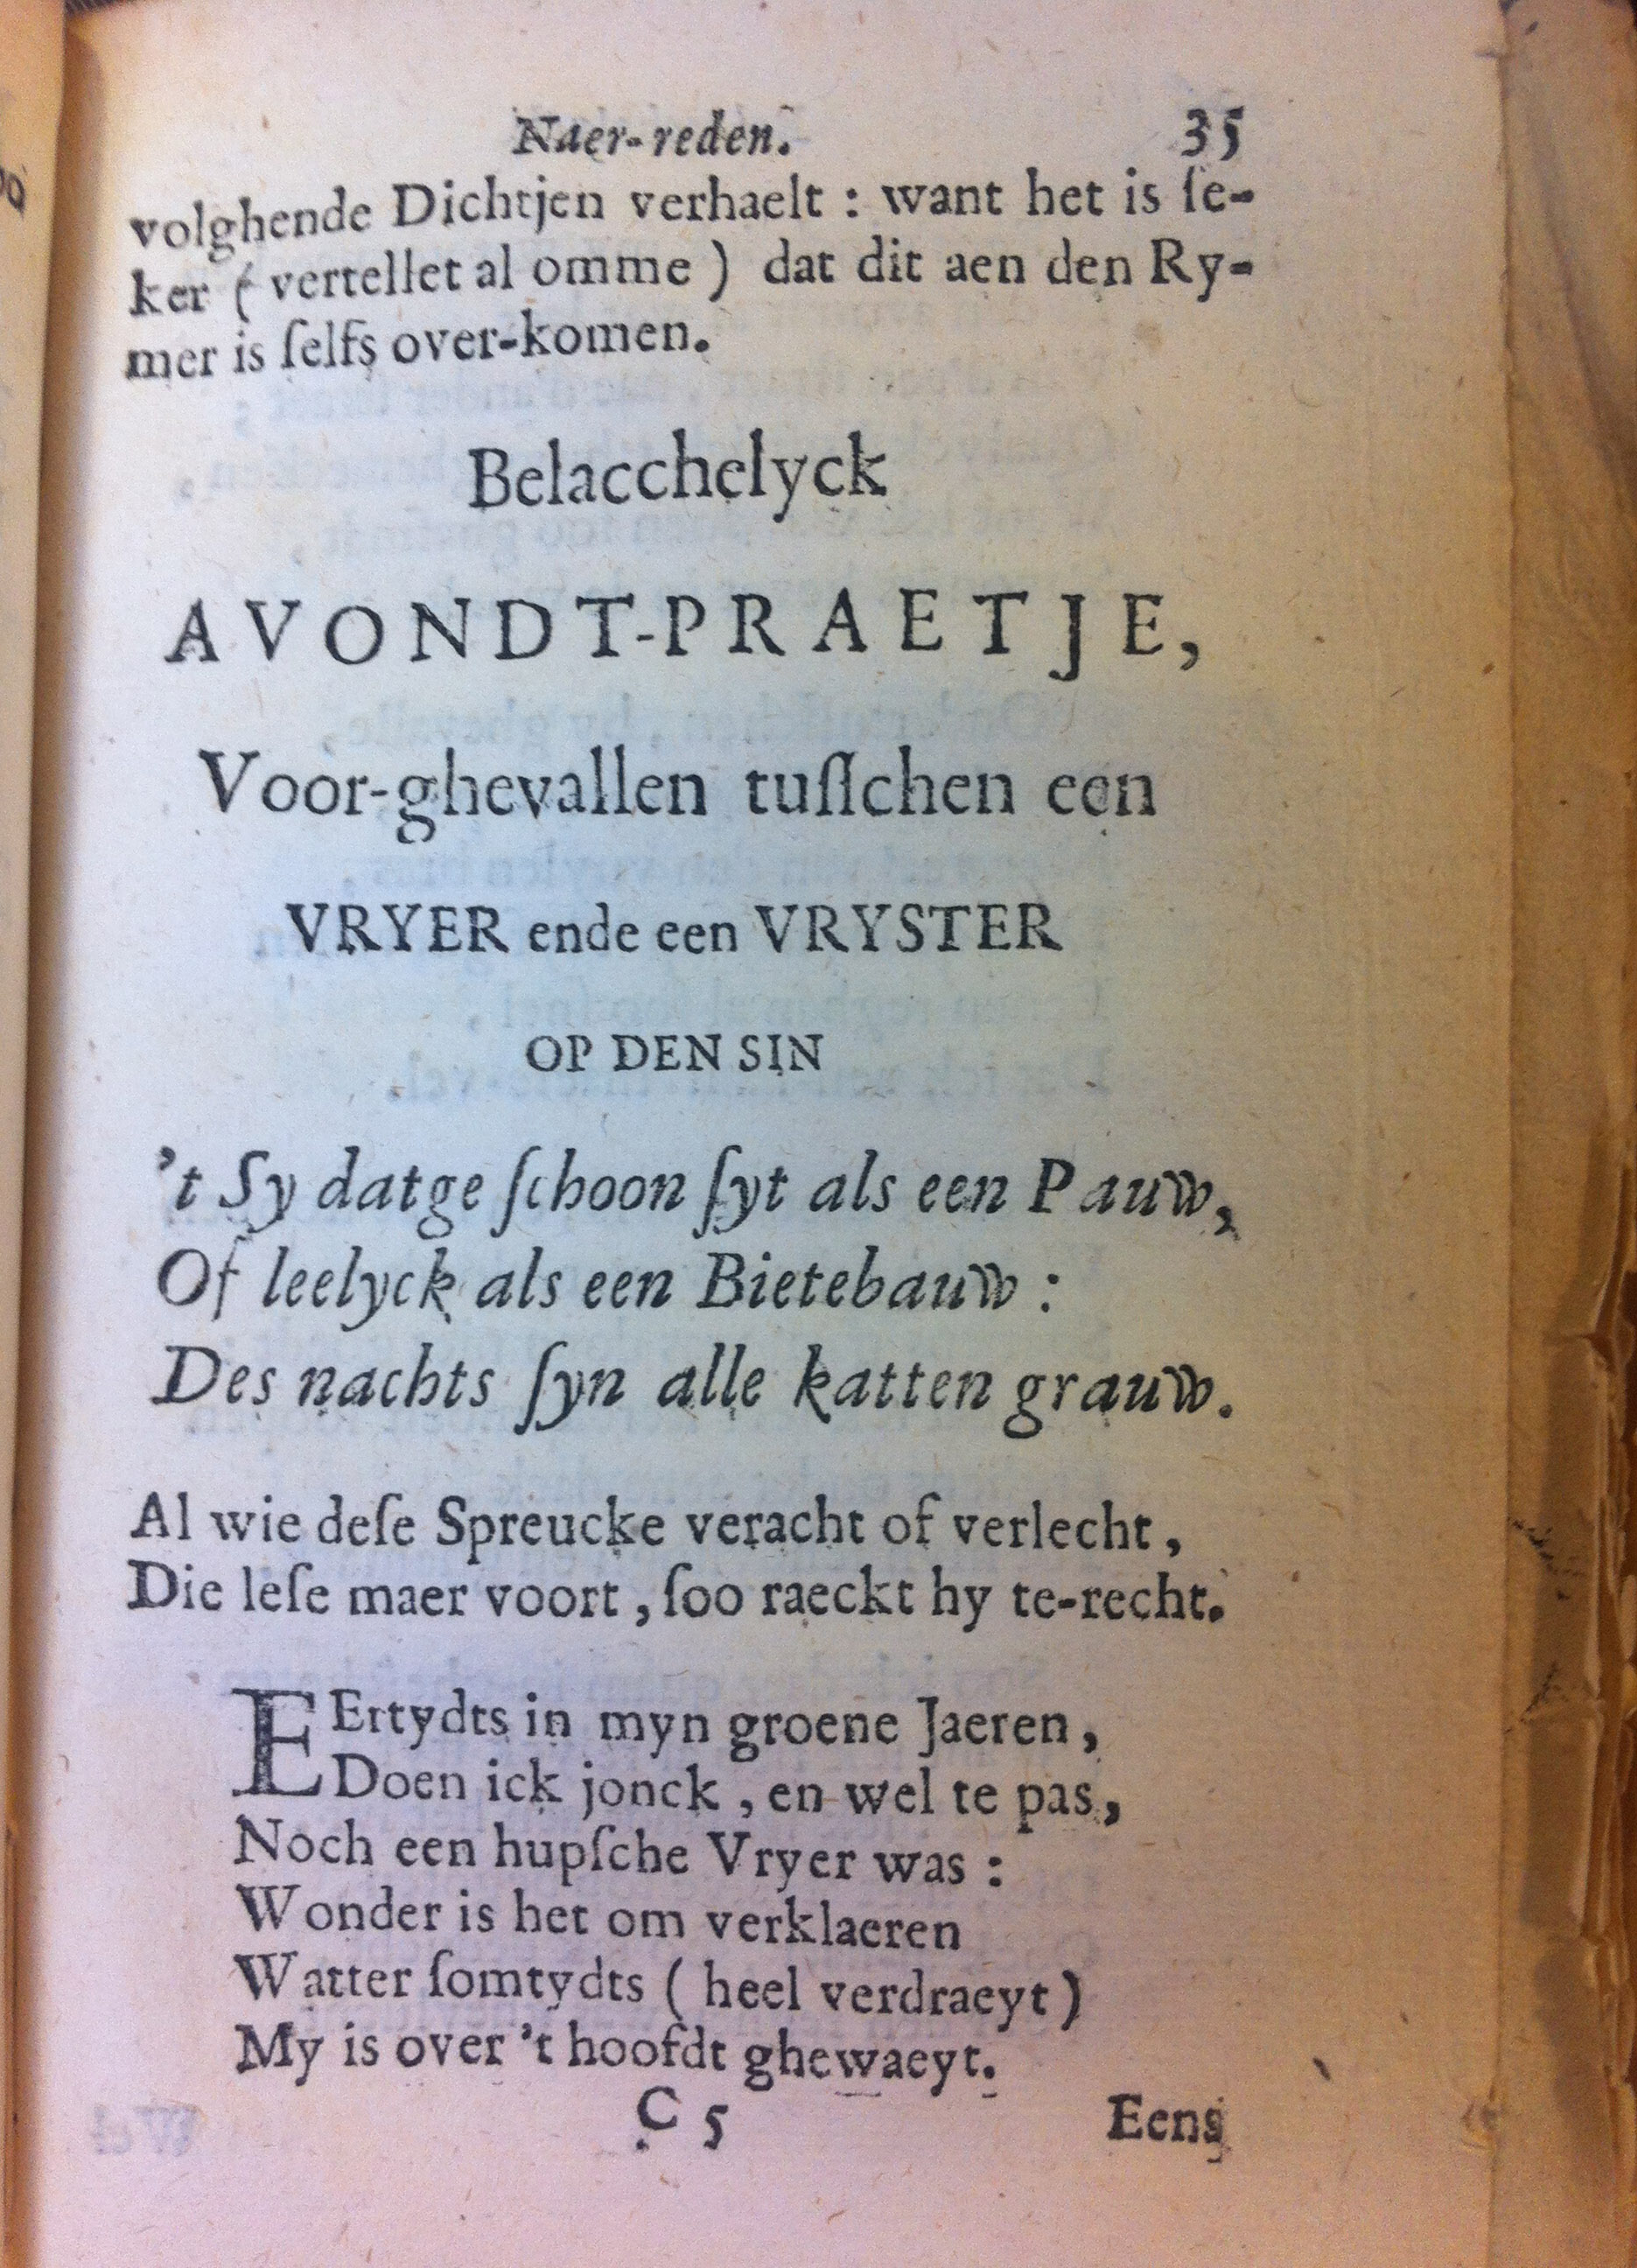 Naer-reden. 35
volghende Dichtjen verhaelt : want het is ſe-
ker ( vertellet al omme ) dat dit aen den Ry-
mer is ſelfs over-komen.
Belacchelyck
AVONDT-PRAETJE,
Voor-ghevallen tuſſchen een
VRYER ende een VRYSTER
OP DEN SIN
't Sy datge ſchoon ſyt als een Pauw,
Of leelyck als een Bietebauw :
Des nachts ſyn alle katten grauw.
Al wie deſe Spreucke veracht of verlecht,
Die leſe maer voort, ſoo raeckt hy te-recht.
EErtydts in myn groene Jaeren,
Doen ick jonck, en wel te pas,
Noch een hupſche Vryer was :
Wonder is het om verklaeren
Watter ſomtydts ( heel verdraeyt )
My is over 't hoofdt ghewaeyt.
C 5 Eens